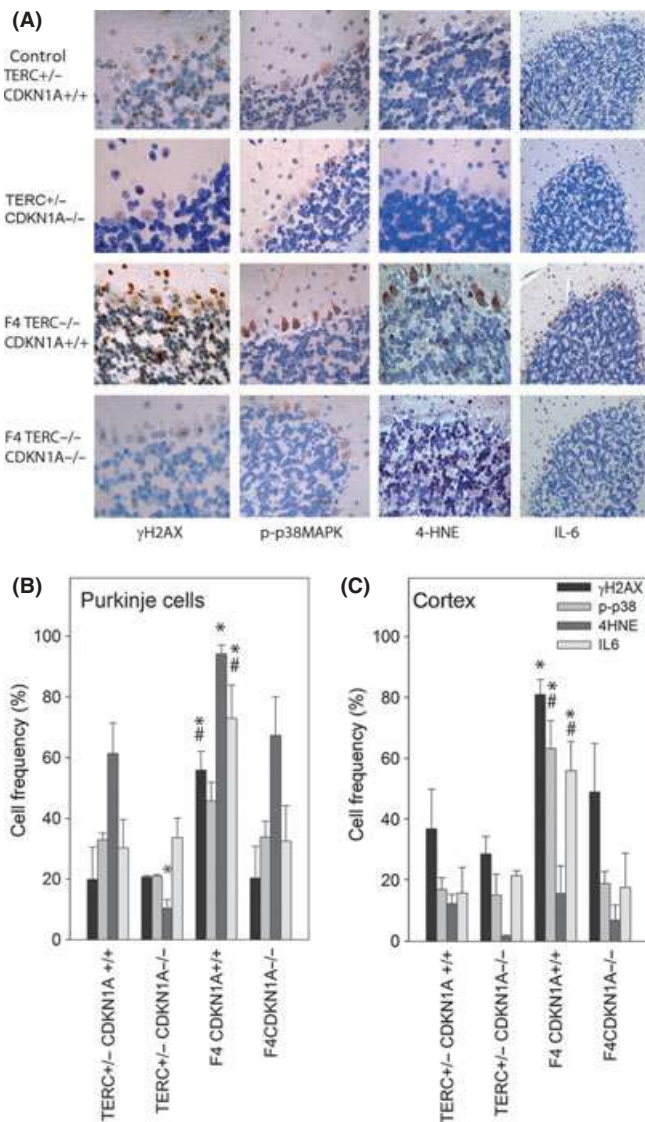 (A)
Control
TERC+/−
CDKN1A+/+
TERC+/−
CDKN1A−/−
F4 TERC−/−
CDKN1A+/+
F4 TERC−/−
CDKN1A−/−
γH2AX
p-p38MAPK
4-HNE
IL-6
(B)
Purkinje cells
Cell frequency (%)
100
80
60
40
20
0
*
*
#
*
*
#
TERC+/− CDKN1A +/+
TERC+/− CDKN1A−/−
F4 CDKN1A+/+
F4CDKN1A−/−
(C)
Cortex
γH2AX
p-p38
4HNE
IL6
Cell frequency (%)
100
80
60
40
20
0
*
*
#
*
#
TERC+/− CDKN1A +/+
TERC+/− CDKN1A−/−
F4 CDKN1A+/+
F4CDKN1A−/−